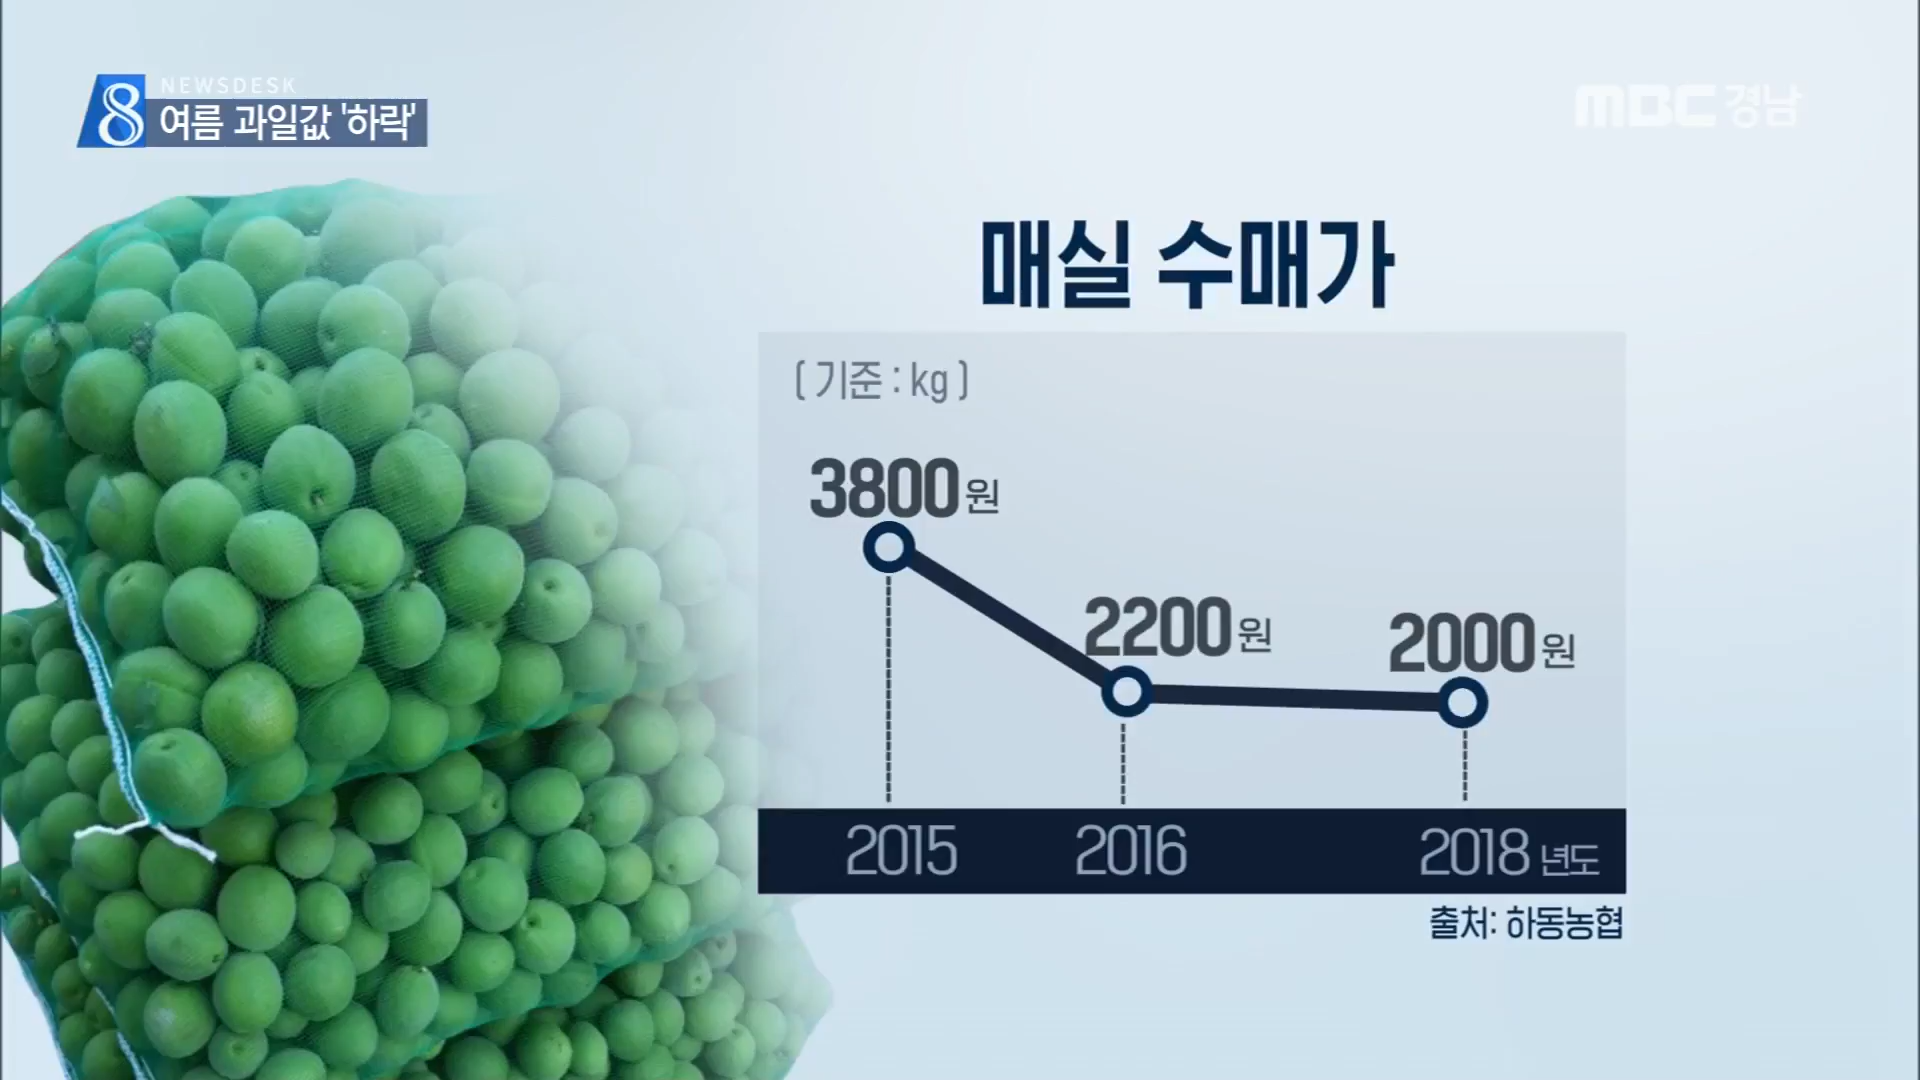 NEWSDESK
8 여름 과일값 '하락'
MBC경남
매실 수매가
( 기준 : kg )
3800원
2200원
2000원
2015 2016 2018 년도
출처: 하동농협